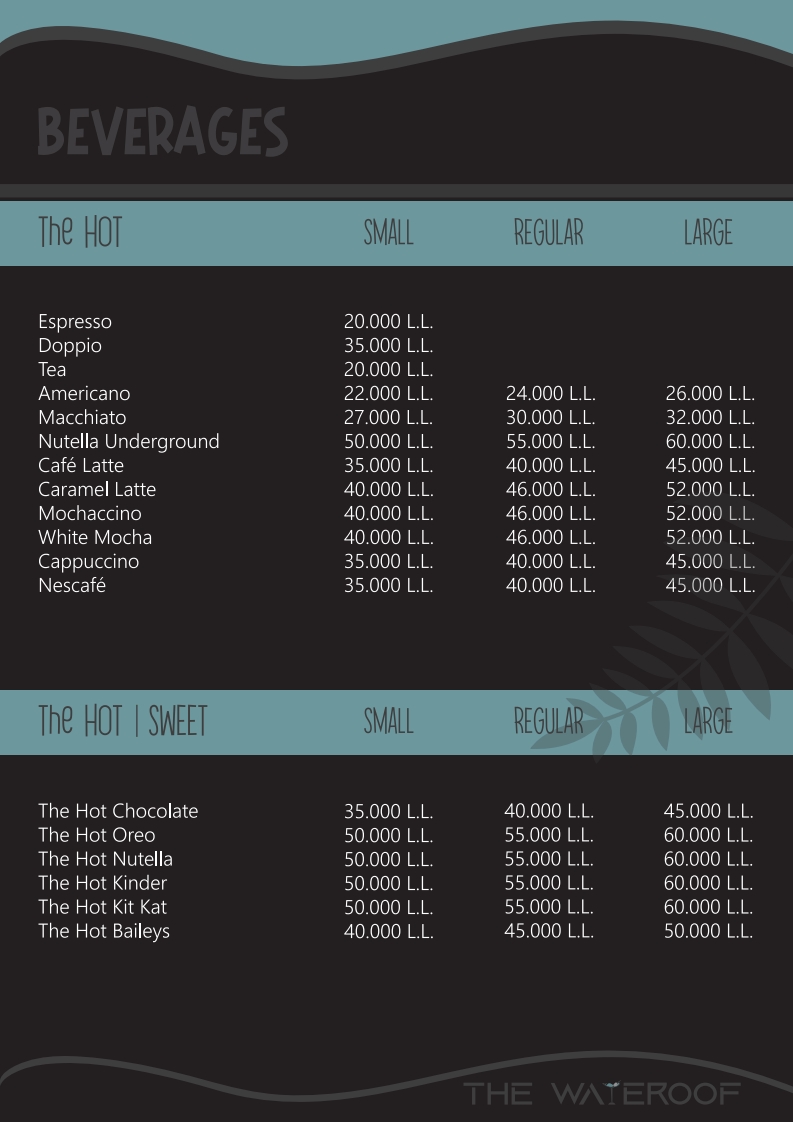 BEVERAGES
The HOT SMALL REGULAR LARGE
Espresso 20.000 L.L.
Doppio 35.000 L.L.
Tea 20.000 L.L.
Americano 22.000 L.L. 24.000 L.L. 26.000 L.L.
Macchiato 27.000 L.L. 30.000 L.L. 32.000 L.L.
Nutella Underground 50.000 L.L. 55.000 L.L. 60.000 L.L.
Café Latte 35.000 L.L. 40.000 L.L. 45.000 L.L.
Caramel Latte 40.000 L.L. 46.000 L.L. 52.000 L.L.
Mochaccino 40.000 L.L. 46.000 L.L. 52.000 L.L.
White Mocha 40.000 L.L. 46.000 L.L. 52.000 L.L.
Cappuccino 35.000 L.L. 40.000 L.L. 45.000 L.L.
Nescafé 35.000 L.L. 40.000 L.L. 45.000 L.L.
The HOT | SWEET SMALL REGULAR LARGE
The Hot Chocolate 35.000 L.L. 40.000 L.L. 45.000 L.L.
The Hot Oreo 50.000 L.L. 55.000 L.L. 60.000 L.L.
The Hot Nutella 50.000 L.L. 55.000 L.L. 60.000 L.L.
The Hot Kinder 50.000 L.L. 55.000 L.L. 60.000 L.L.
The Hot Kit Kat 50.000 L.L. 55.000 L.L. 60.000 L.L.
The Hot Baileys 40.000 L.L. 45.000 L.L. 50.000 L.L.
THE WATEROOF